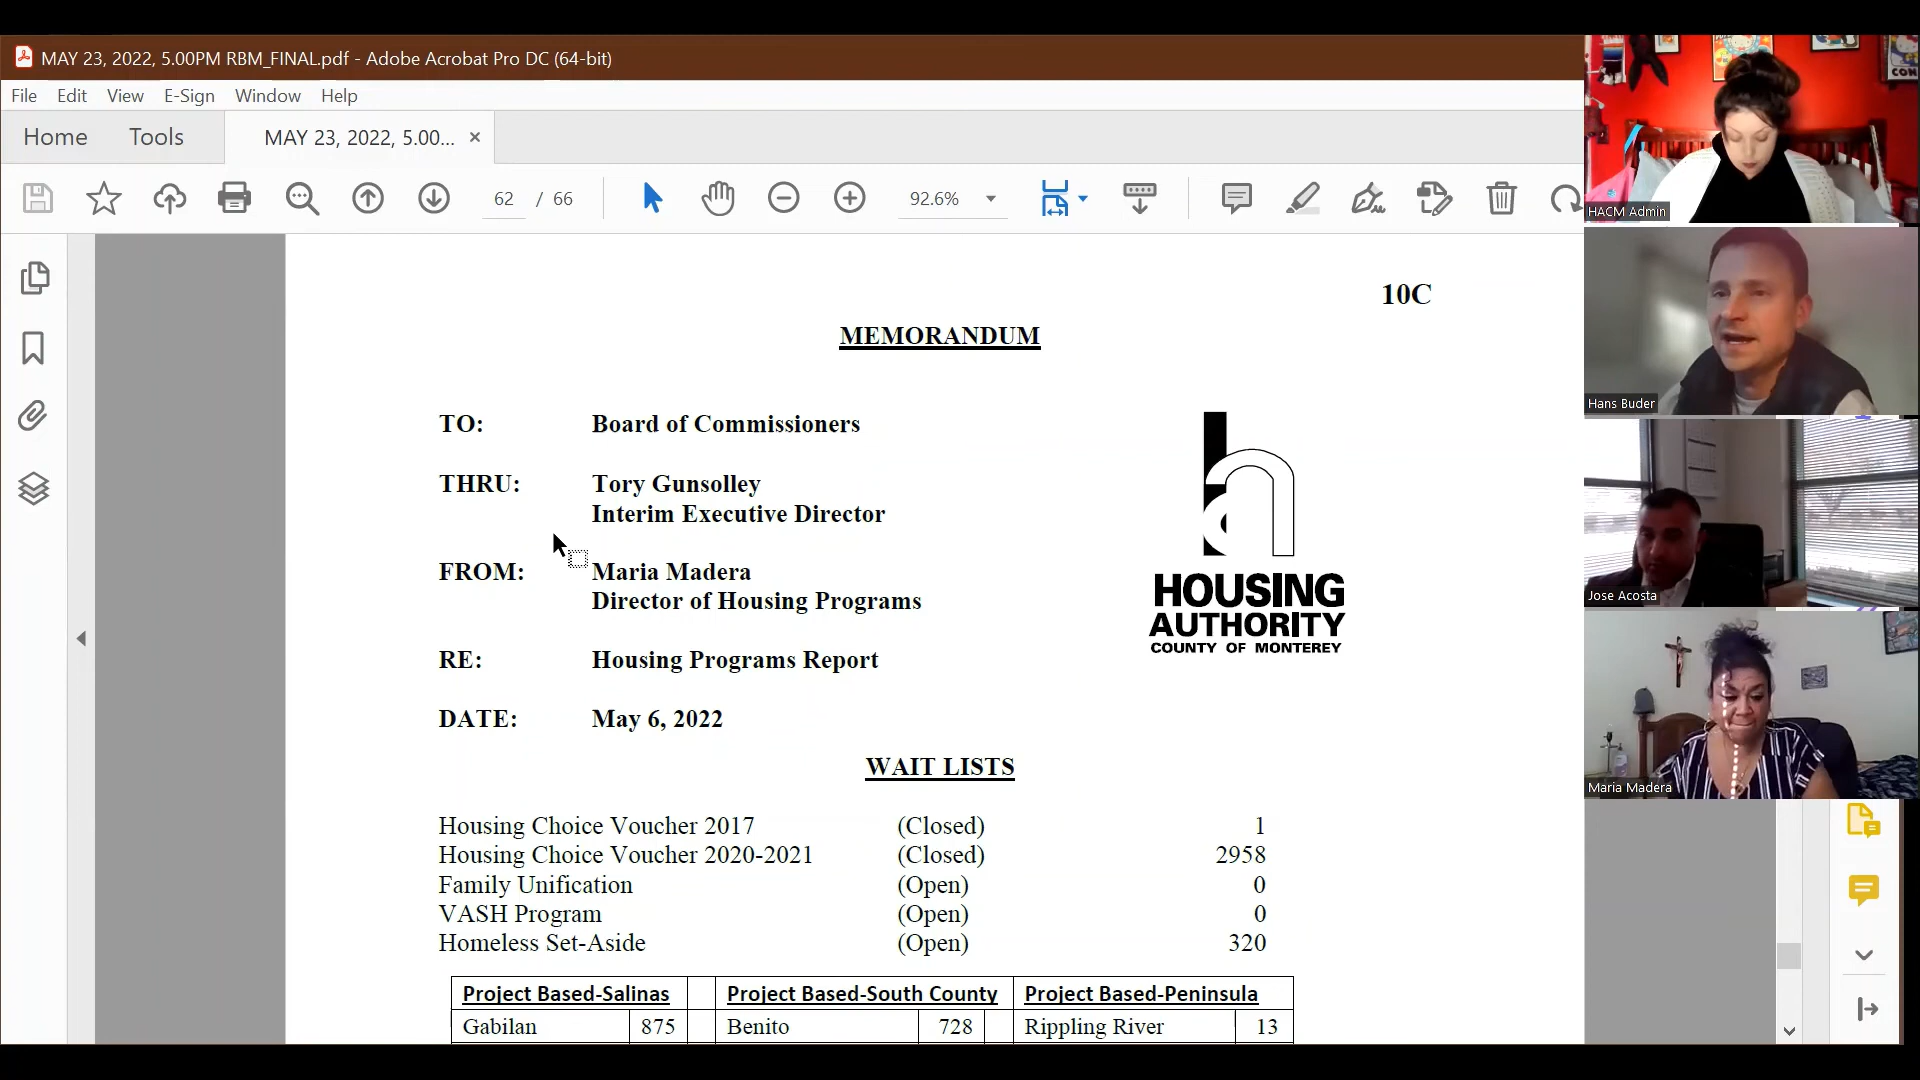 MAY 23, 2022, 5.00PM RBM_FINAL.pdf - Adobe Acrobat Pro DC (64-bit)
File Edit View E-Sign Window Help
Home Tools MAY 23, 2022, 5.00... ×
62 / 66 92.6%
10C
MEMORANDUM
TO: Board of Commissioners
THRU: Tory Gunsolley
Interim Executive Director
FROM: Maria Madera
Director of Housing Programs
RE: Housing Programs Report
DATE: May 6, 2022
ha
HOUSING
AUTHORITY
COUNTY OF MONTEREY
WAIT LISTS
Housing Choice Voucher 2017 (Closed) 1
Housing Choice Voucher 2020-2021 (Closed) 2958
Family Unification (Open) 0
VASH Program (Open) 0
Homeless Set-Aside (Open) 320
Project Based-Salinas Project Based-South County Project Based-Peninsula
Gabilan 875 Benito 728 Rippling River 13
CON
HACM Admin
Hans Buder
Jose Acosta
Maria Madera